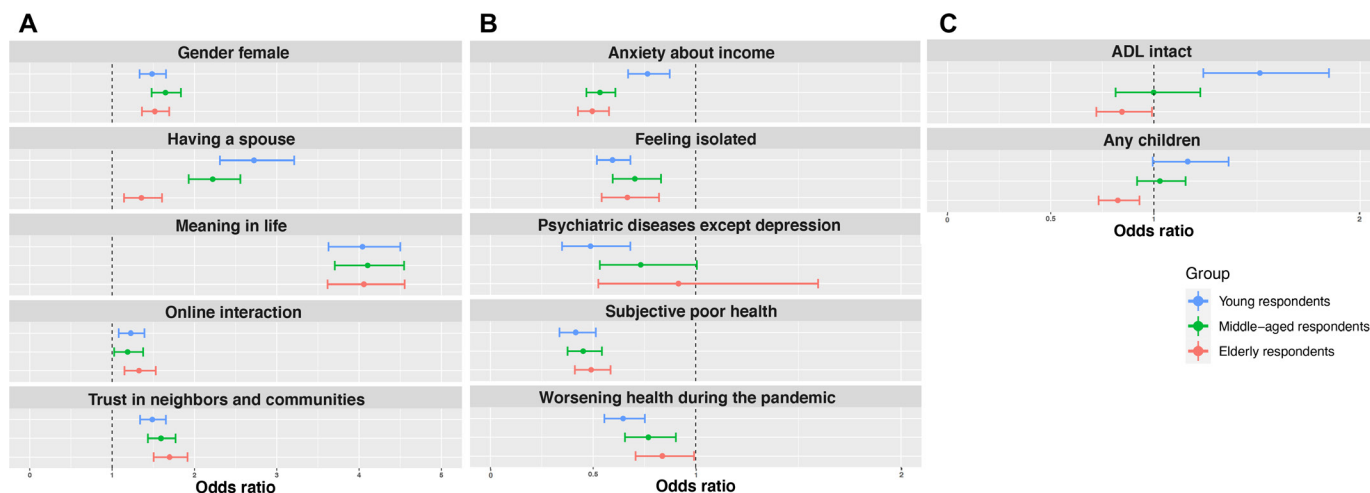 A
Gender female
Having a spouse
Meaning in life
Online interaction
Trust in neighbors and communities
0 1 2 3 4 5
Odds ratio
B
Anxiety about income
Feeling isolated
Psychiatric diseases except depression
Subjective poor health
Worsening health during the pandemic
0 0.5 1 2
Odds ratio
C
ADL intact
Any children
0 0.5 1 2
Odds ratio
Group
Young respondents
Middle−aged respondents
Elderly respondents